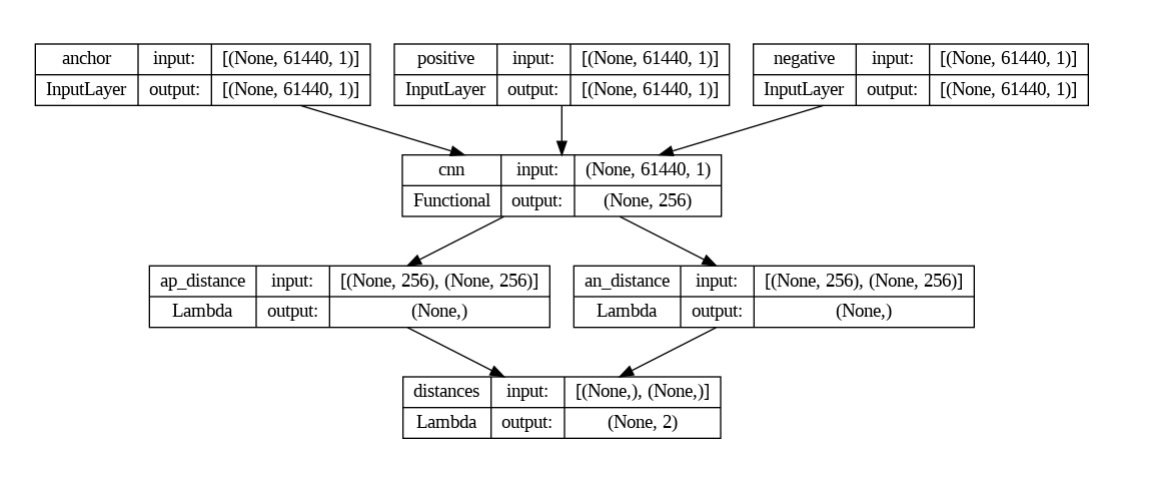 anchor input: [(None, 61440, 1)]
InputLayer output: [(None, 61440, 1)]
positive input: [(None, 61440, 1)]
InputLayer output: [(None, 61440, 1)]
negative input: [(None, 61440, 1)]
InputLayer output: [(None, 61440, 1)]
cnn input: (None, 61440, 1)
Functional output: (None, 256)
ap_distance input: [(None, 256), (None, 256)]
Lambda output: (None,)
an_distance input: [(None, 256), (None, 256)]
Lambda output: (None,)
distances input: [(None,), (None,)]
Lambda output: (None, 2)